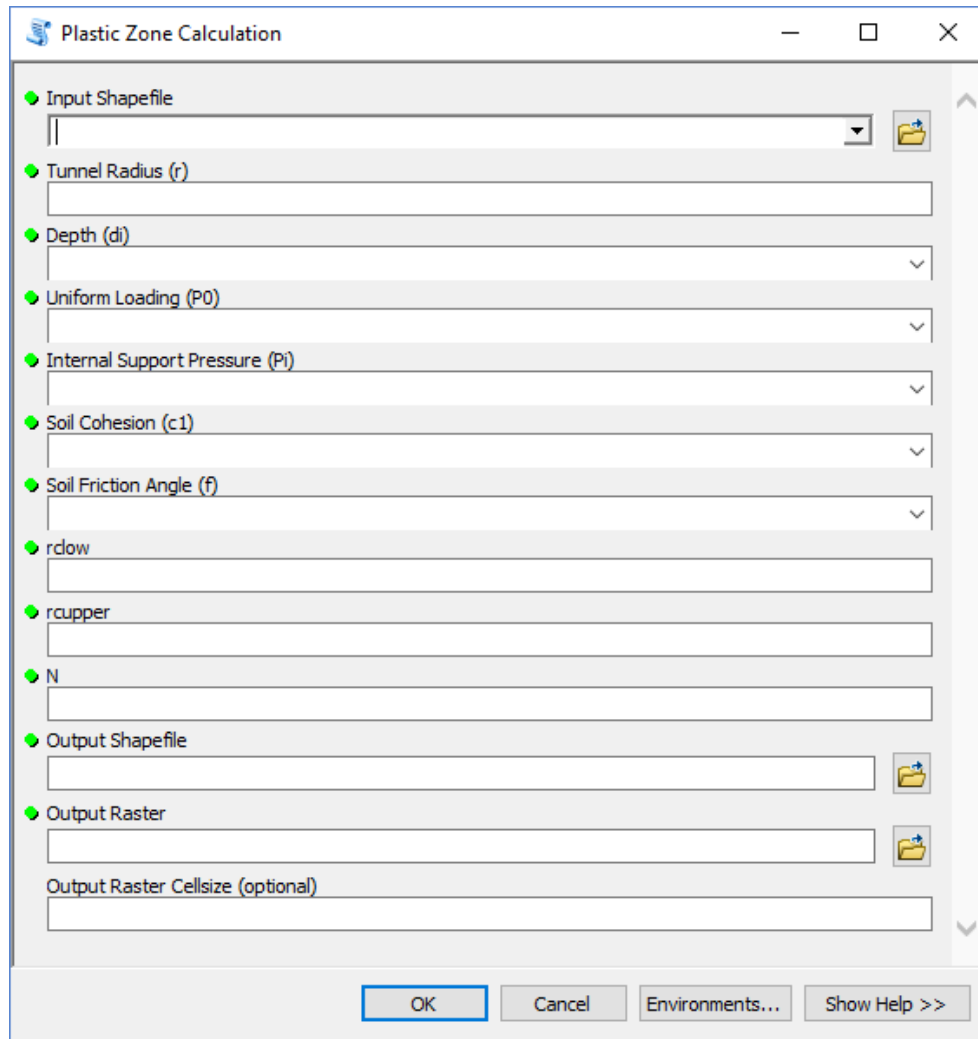 Plastic Zone Calculation
Input Shapefile
Tunnel Radius (r)
Depth (di)
Uniform Loading (P0)
Internal Support Pressure (Pi)
Soil Cohesion (c1)
Soil Friction Angle (f)
rclow
rcupper
N
Output Shapefile
Output Raster
Output Raster Cellsize (optional)
OK Cancel Environments... Show Help >>